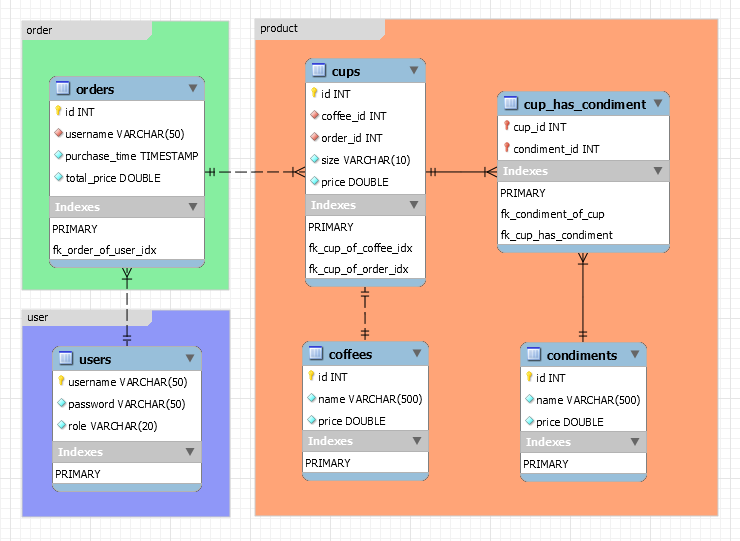 order
orders
id INT
username VARCHAR(50)
purchase_time TIMESTAMP
total_price DOUBLE
Indexes
PRIMARY
fk_order_of_user_idx
user
users
username VARCHAR(50)
password VARCHAR(50)
role VARCHAR(20)
Indexes
PRIMARY
product
cups
id INT
coffee_id INT
order_id INT
size VARCHAR(10)
price DOUBLE
Indexes
PRIMARY
fk_cup_of_coffee_idx
fk_cup_of_order_idx
cup_has_condiment
cup_id INT
condiment_id INT
Indexes
PRIMARY
fk_condiment_of_cup
fk_cup_has_condiment
coffees
id INT
name VARCHAR(500)
price DOUBLE
Indexes
PRIMARY
condiments
id INT
name VARCHAR(500)
price DOUBLE
Indexes
PRIMARY